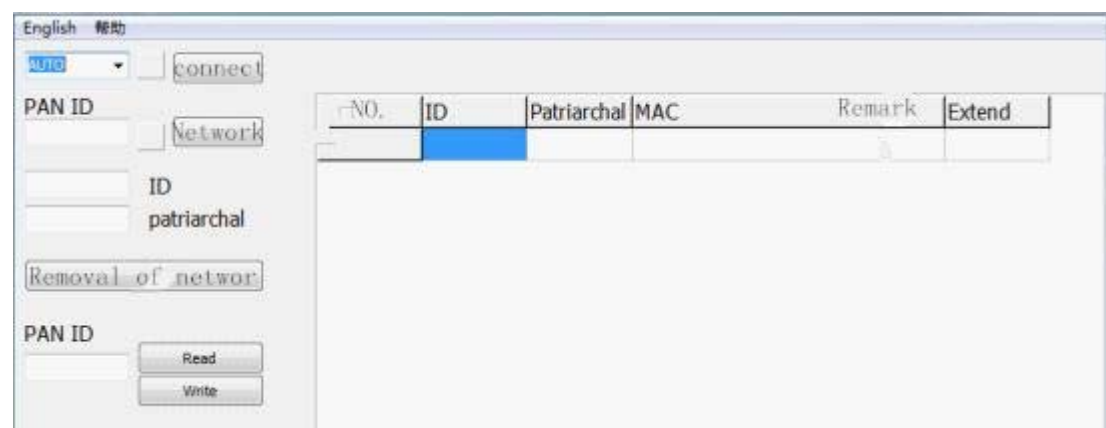 English 帮助
AUTO connect
PAN ID
Network
NO. ID Patriarchal MAC Remark Extend
ID
patriarchal
Removal of networ
PAN ID
Read
Write